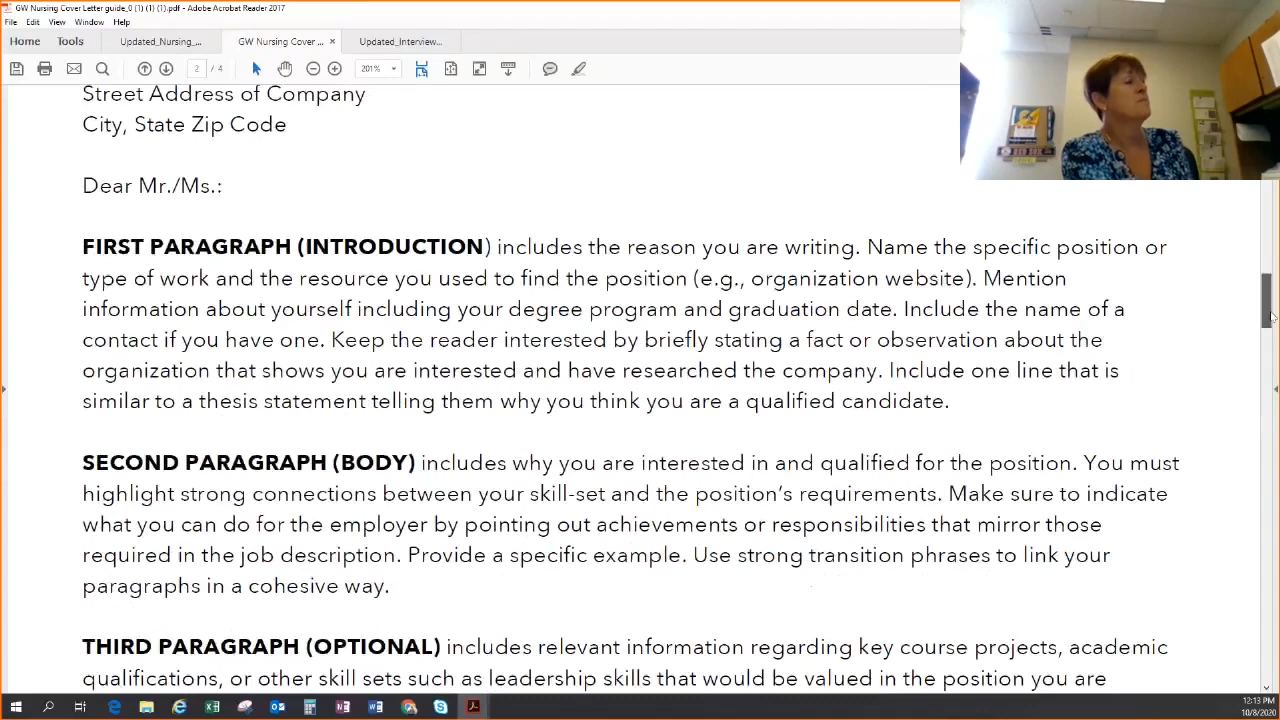 GW Nursing Cover Letter guide_0 (1) (1) (1).pdf - Adobe Acrobat Reader 2017
File Edit View Window Help
Home Tools Updated_Nursing_... GW Nursing Cover ... × Updated_Interview...
2 / 4 201%
Street Address of Company
City, State Zip Code
Dear Mr./Ms.:
FIRST PARAGRAPH (INTRODUCTION) includes the reason you are writing. Name the specific position or
type of work and the resource you used to find the position (e.g., organization website). Mention
information about yourself including your degree program and graduation date. Include the name of a
contact if you have one. Keep the reader interested by briefly stating a fact or observation about the
organization that shows you are interested and have researched the company. Include one line that is
similar to a thesis statement telling them why you think you are a qualified candidate.
SECOND PARAGRAPH (BODY) includes why you are interested in and qualified for the position. You must
highlight strong connections between your skill-set and the position's requirements. Make sure to indicate
what you can do for the employer by pointing out achievements or responsibilities that mirror those
required in the job description. Provide a specific example. Use strong transition phrases to link your
paragraphs in a cohesive way.
THIRD PARAGRAPH (OPTIONAL) includes relevant information regarding key course projects, academic
qualifications, or other skill sets such as leadership skills that would be valued in the position you are
12:13 PM
10/8/2020